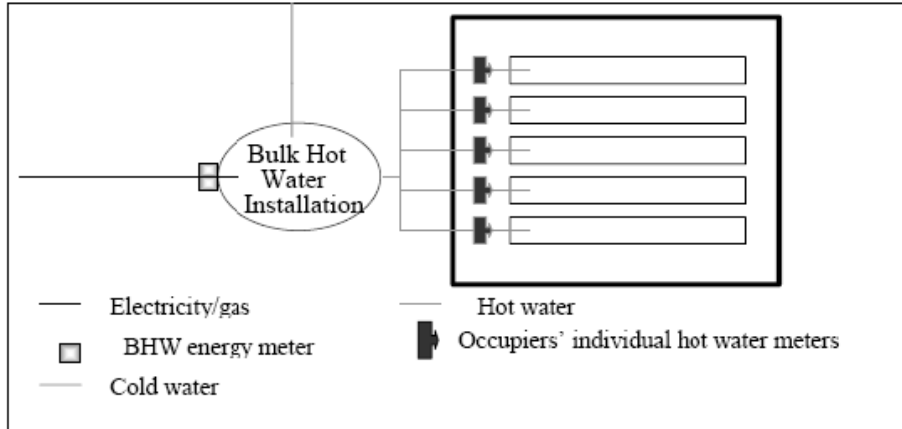 Bulk Hot
Water
Installation
Electricity/gas
Hot water
BHW energy meter
Occupiers' individual hot water meters
Cold water